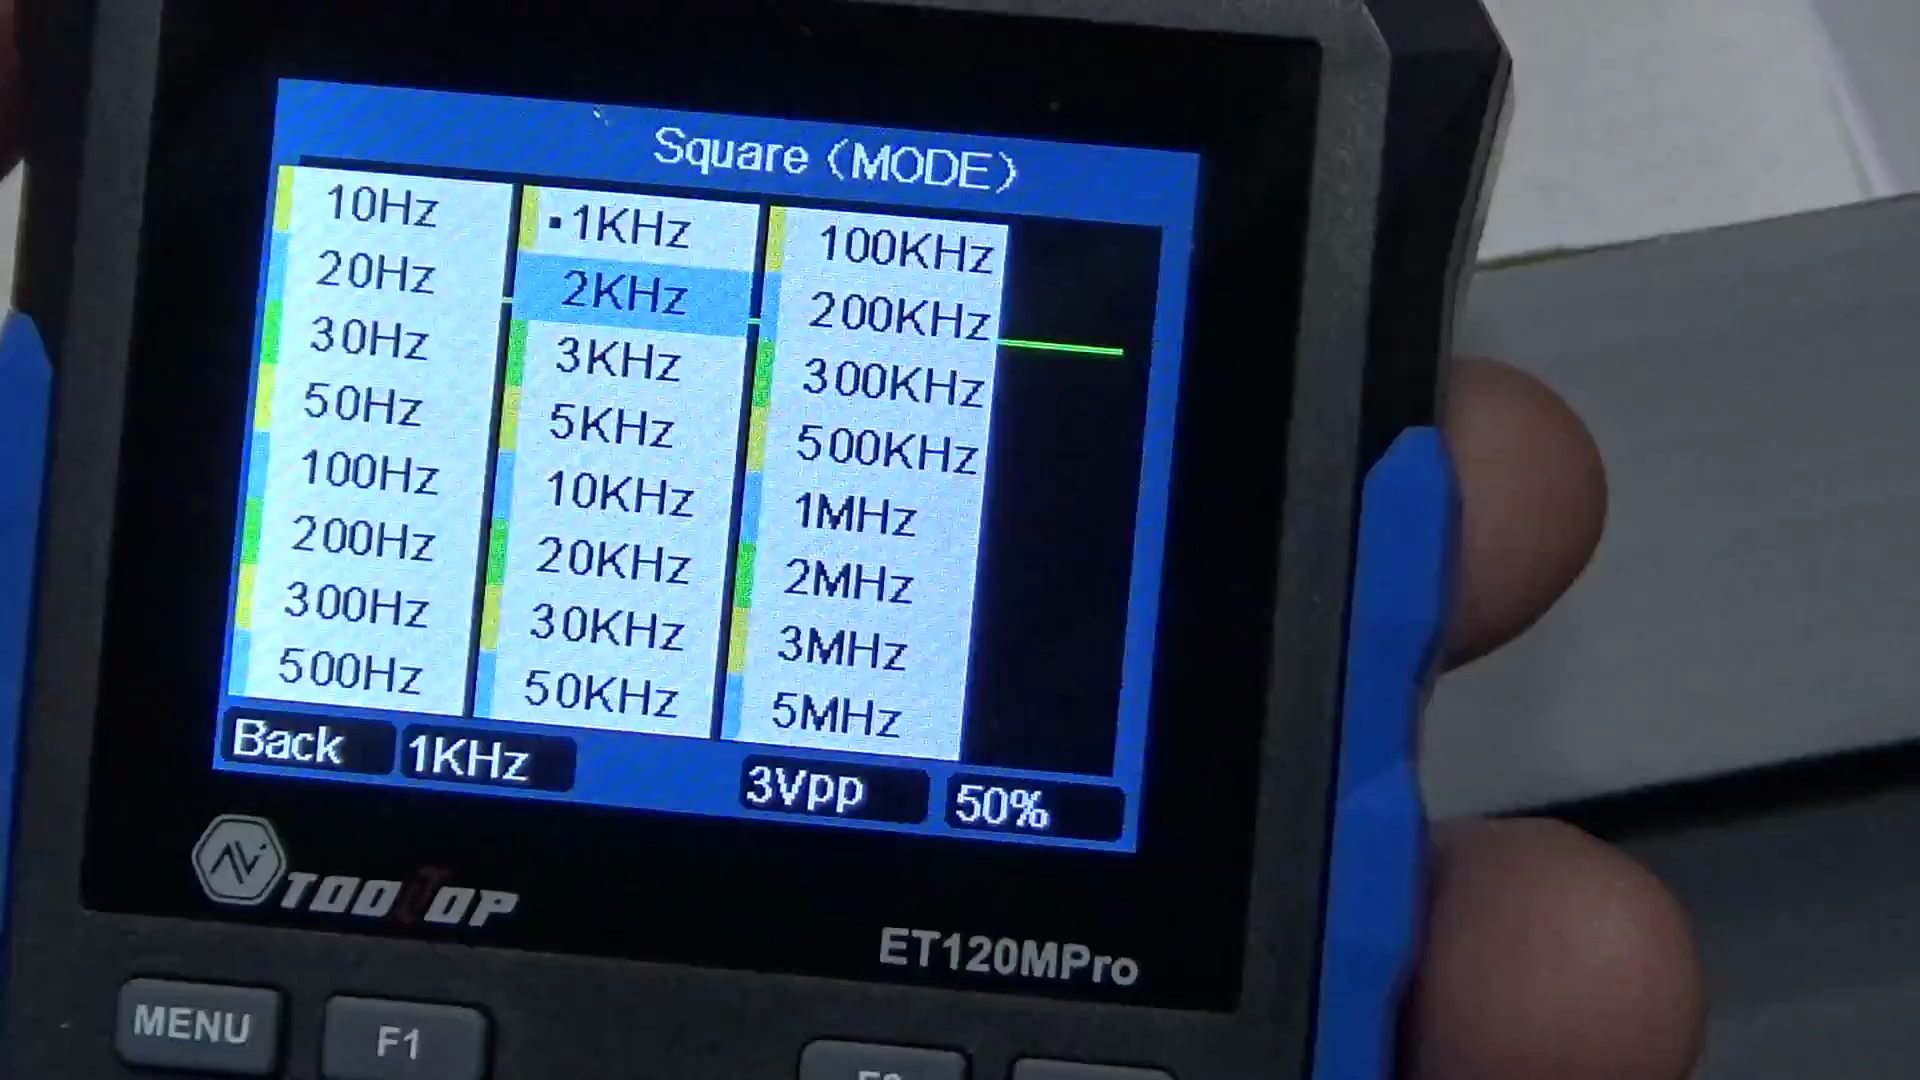 Square (MODE)
10Hz
20Hz
30Hz
50Hz
100Hz
200Hz
300Hz
500Hz
▪1KHz
2KHz
3KHz
5KHz
10KHz
20KHz
30KHz
50KHz
100KHz
200KHz
300KHz
500KHz
1MHz
2MHz
3MHz
5MHz
Back 1KHz 3Vpp 50%
TOOLTOP
ET120MPro
MENU F1